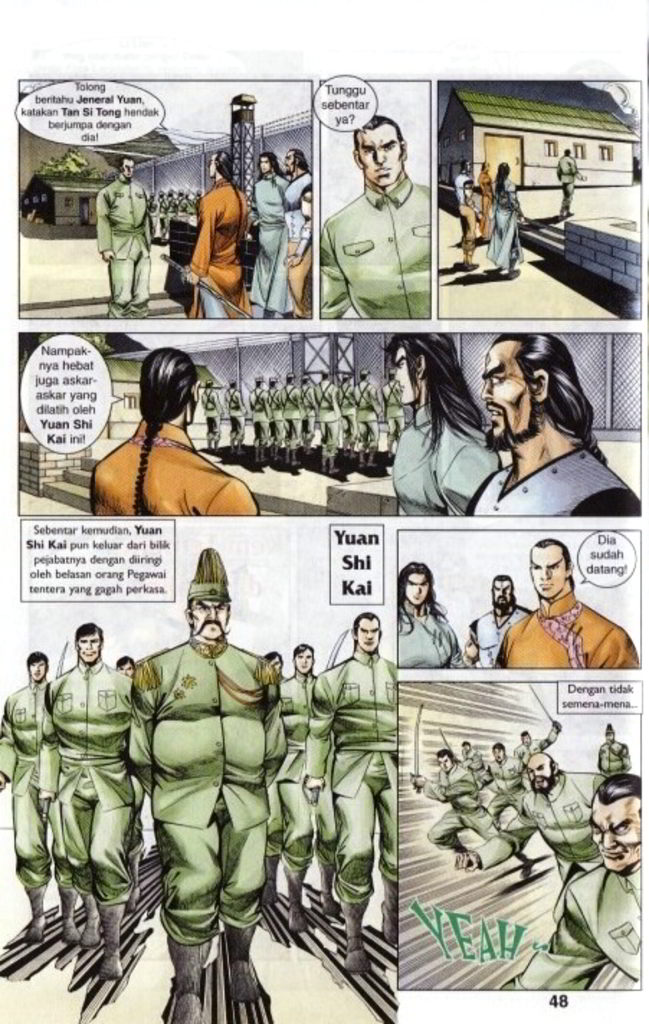 Tolong
beritahu Jeneral Yuan,
katakan Tan Si Tong hendak
berjumpa dengan
dia!
Tunggu
sebentar
ya?
Nampak-
nya hebat
juga askar-
askar yang
dilatih oleh
Yuan Shi
Kai ini!
Sebentar kemudian, Yuan
Shi Kai pun keluar dari bilik
pejabatnya dengan diiringi
oleh belasan orang Pegawai
tentera yang gagah perkasa.
Yuan
Shi
Kai
Dia
sudah
datang!
Dengan tidak
semena-mena...
YEAH
48